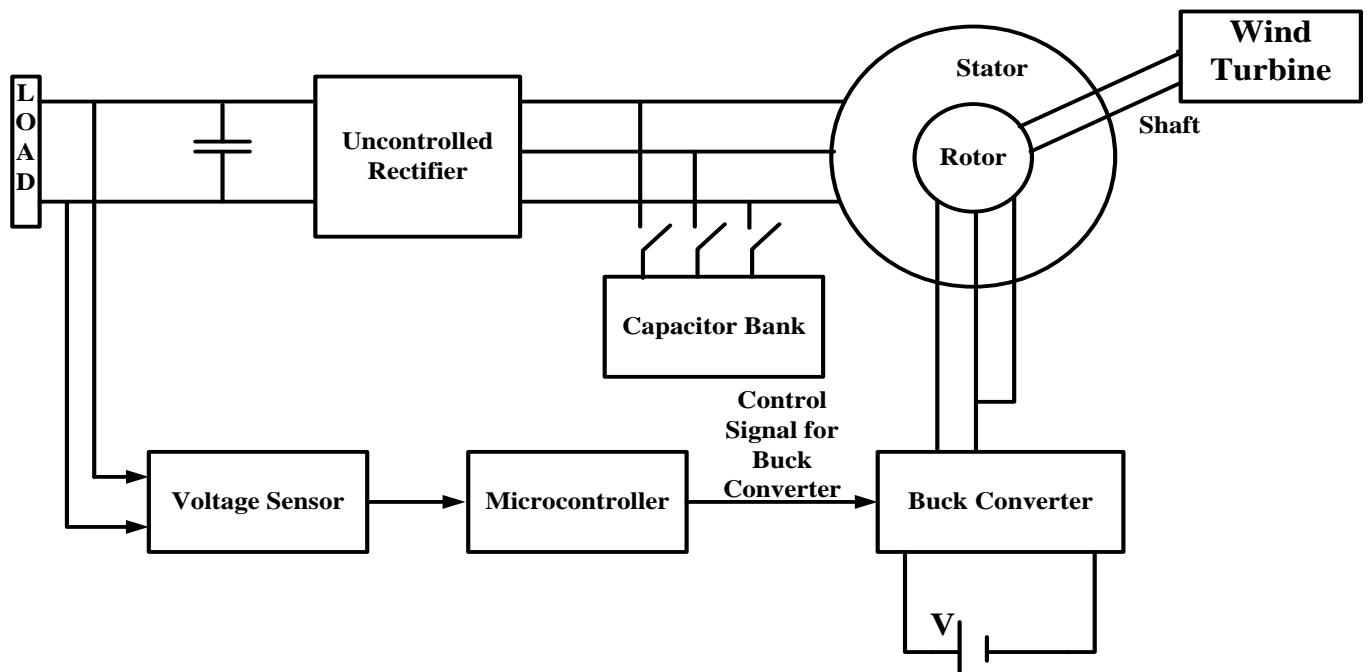 Wind
Turbine
Stator
Shaft
L
O
A
D
Uncontrolled
Rectifier
Rotor
Capacitor Bank
Control
Signal for
Buck
Converter
Voltage Sensor
Microcontroller
Buck Converter
V